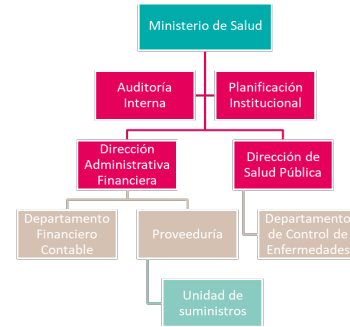 Ministerio de Salud
Auditoría
Interna
Planificación
Institucional
Dirección
Administrativa
Financiera
Dirección de
Salud Pública
Departamento
Financiero
Contable
Proveeduría
Departamento
de Control de
Enfermedades
Unidad de
suministros